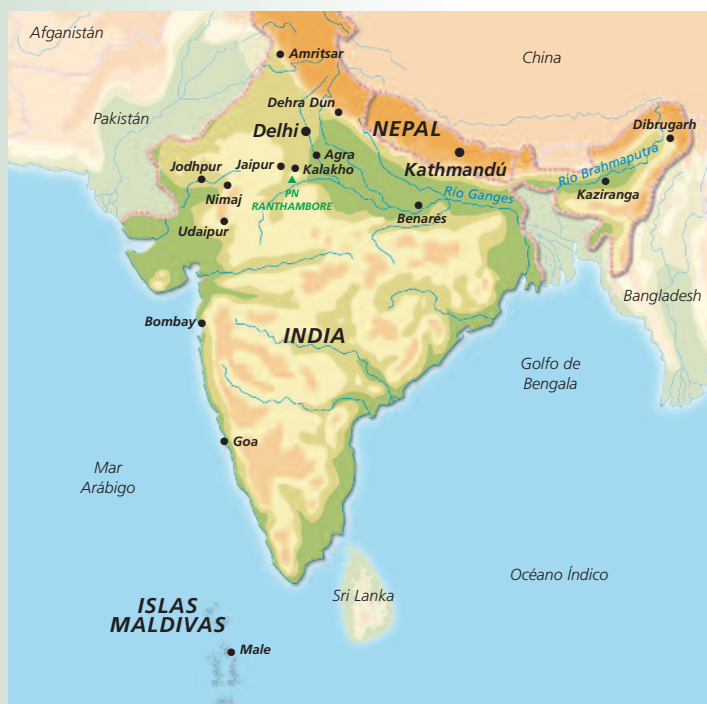 Afganistán
Amritsar
China
Dehra Dun
Pakistán
Delhi
NEPAL
Dibrugarh
Agra
Jaipur
Kalakho
Kathmandú
Río Brahmaputra
Jodhpur
PN
RANTHAMBORE
Nimaj
Río Ganges
Kaziranga
Benarés
Udaipur
Bangladesh
Bombay
INDIA
Golfo de
Bengala
Goa
Mar
Arábigo
Océano Índico
Sri Lanka
ISLAS
MALDIVAS
Male